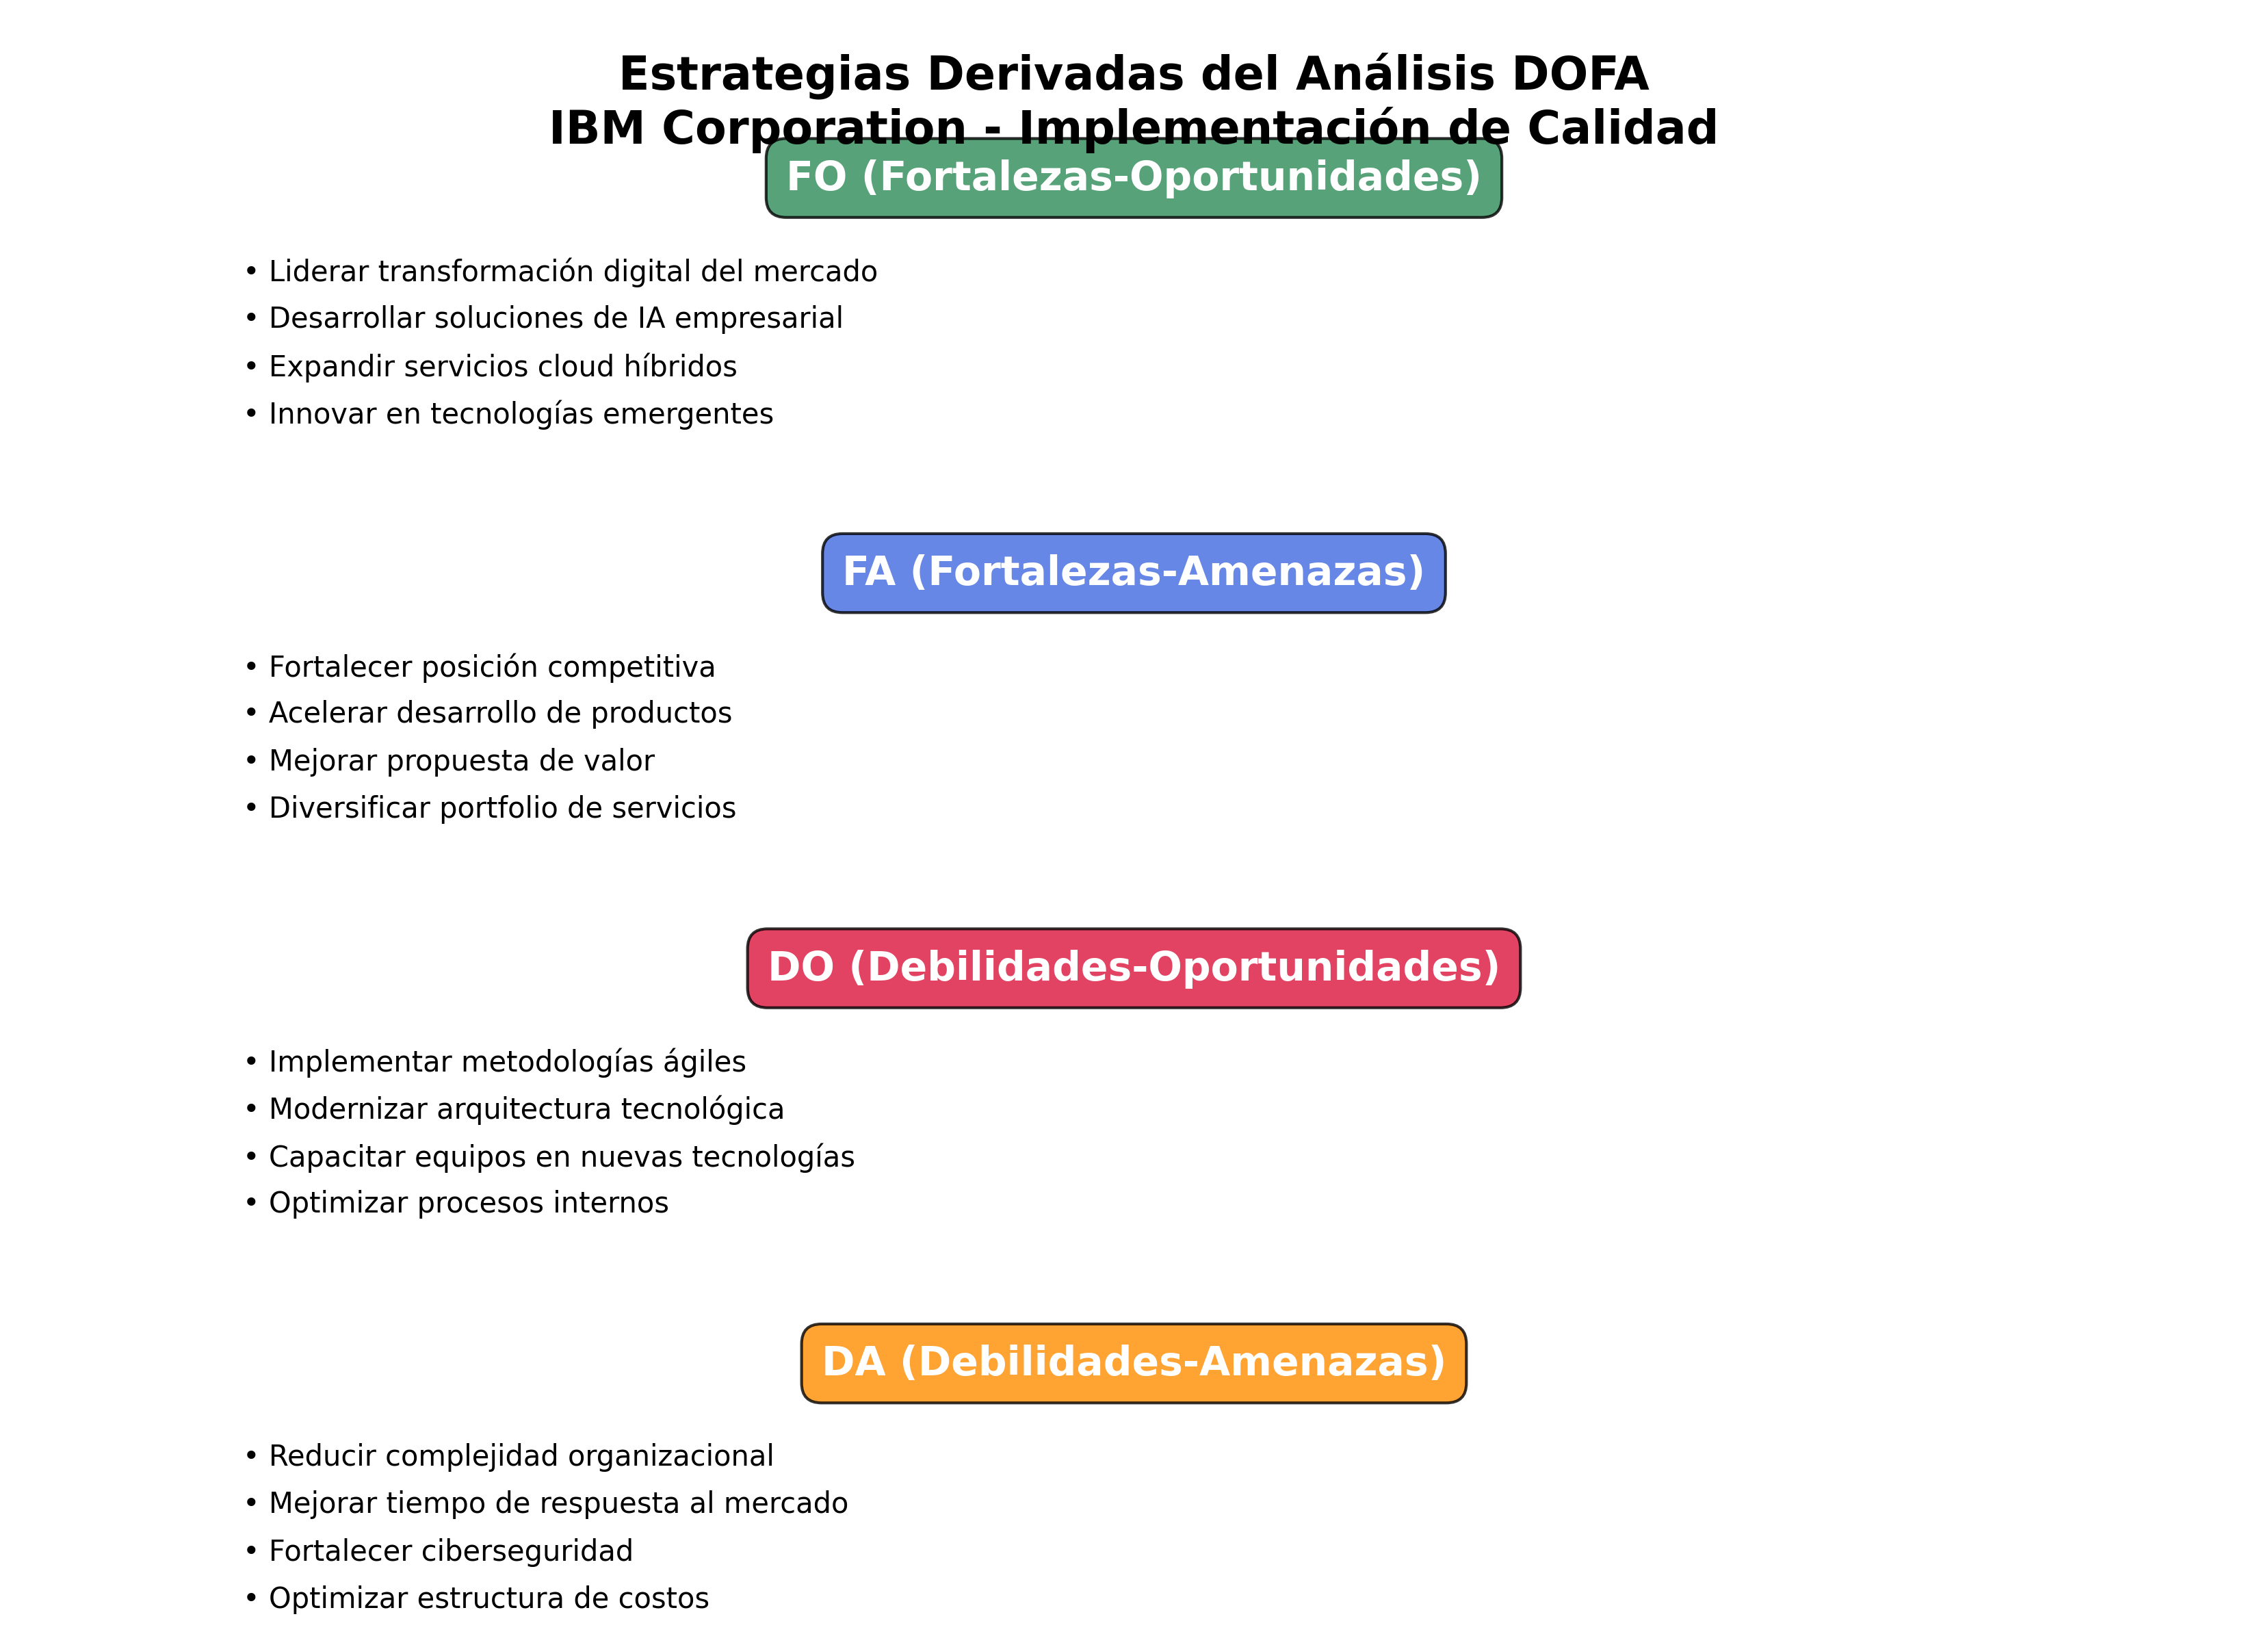 Estrategias Derivadas del Análisis DOFA
IBM Corporation - Implementación de Calidad
FO (Fortalezas-Oportunidades)
• Liderar transformación digital del mercado
• Desarrollar soluciones de IA empresarial
• Expandir servicios cloud híbridos
• Innovar en tecnologías emergentes
FA (Fortalezas-Amenazas)
• Fortalecer posición competitiva
• Acelerar desarrollo de productos
• Mejorar propuesta de valor
• Diversificar portfolio de servicios
DO (Debilidades-Oportunidades)
• Implementar metodologías ágiles
• Modernizar arquitectura tecnológica
• Capacitar equipos en nuevas tecnologías
• Optimizar procesos internos
DA (Debilidades-Amenazas)
• Reducir complejidad organizacional
• Mejorar tiempo de respuesta al mercado
• Fortalecer ciberseguridad
• Optimizar estructura de costos